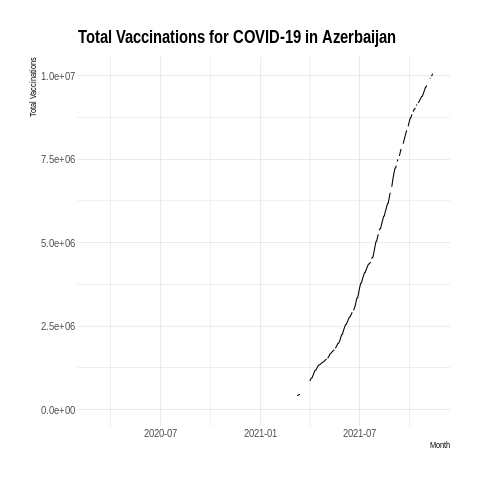 Total Vaccinations for COVID-19 in Azerbaijan
Total Vaccinations
1.0e+07
7.5e+06
5.0e+06
2.5e+06
0.0e+00
2020-07
2021-01
2021-07
Month